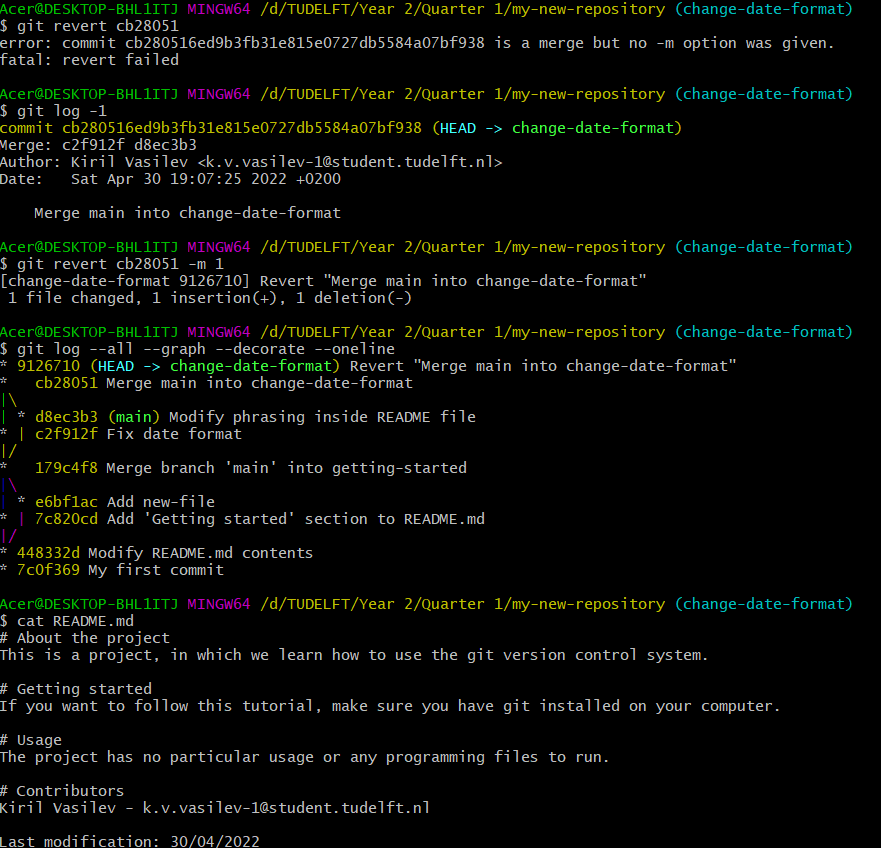 Acer@DESKTOP-BHL1ITJ MINGW64 /d/TUDELFT/Year 2/Quarter 1/my-new-repository (change-date-format)
$ git revert cb28051
error: commit cb280516ed9b3fb31e815e0727db5584a07bf938 is a merge but no -m option was given.
fatal: revert failed

Acer@DESKTOP-BHL1ITJ MINGW64 /d/TUDELFT/Year 2/Quarter 1/my-new-repository (change-date-format)
$ git log -1
commit cb280516ed9b3fb31e815e0727db5584a07bf938 (HEAD -> change-date-format)
Merge: c2f912f d8ec3b3
Author: Kiril Vasilev <k.v.vasilev-1@student.tudelft.nl>
Date:   Sat Apr 30 19:07:25 2022 +0200

    Merge main into change-date-format

Acer@DESKTOP-BHL1ITJ MINGW64 /d/TUDELFT/Year 2/Quarter 1/my-new-repository (change-date-format)
$ git revert cb28051 -m 1
[change-date-format 9126710] Revert "Merge main into change-date-format"
 1 file changed, 1 insertion(+), 1 deletion(-)

Acer@DESKTOP-BHL1ITJ MINGW64 /d/TUDELFT/Year 2/Quarter 1/my-new-repository (change-date-format)
$ git log --all --graph --decorate --oneline
* 9126710 (HEAD -> change-date-format) Revert "Merge main into change-date-format"
*   cb28051 Merge main into change-date-format
|\
| * d8ec3b3 (main) Modify phrasing inside README file
* | c2f912f Fix date format
|/
*   179c4f8 Merge branch 'main' into getting-started
|\
| * e6bf1ac Add new-file
* | 7c820cd Add 'Getting started' section to README.md
|/
* 448332d Modify README.md contents
* 7c0f369 My first commit

Acer@DESKTOP-BHL1ITJ MINGW64 /d/TUDELFT/Year 2/Quarter 1/my-new-repository (change-date-format)
$ cat README.md
# About the project
This is a project, in which we learn how to use the git version control system.

# Getting started
If you want to follow this tutorial, make sure you have git installed on your computer.

# Usage
The project has no particular usage or any programming files to run.

# Contributors
Kiril Vasilev - k.v.vasilev-1@student.tudelft.nl

Last modification: 30/04/2022